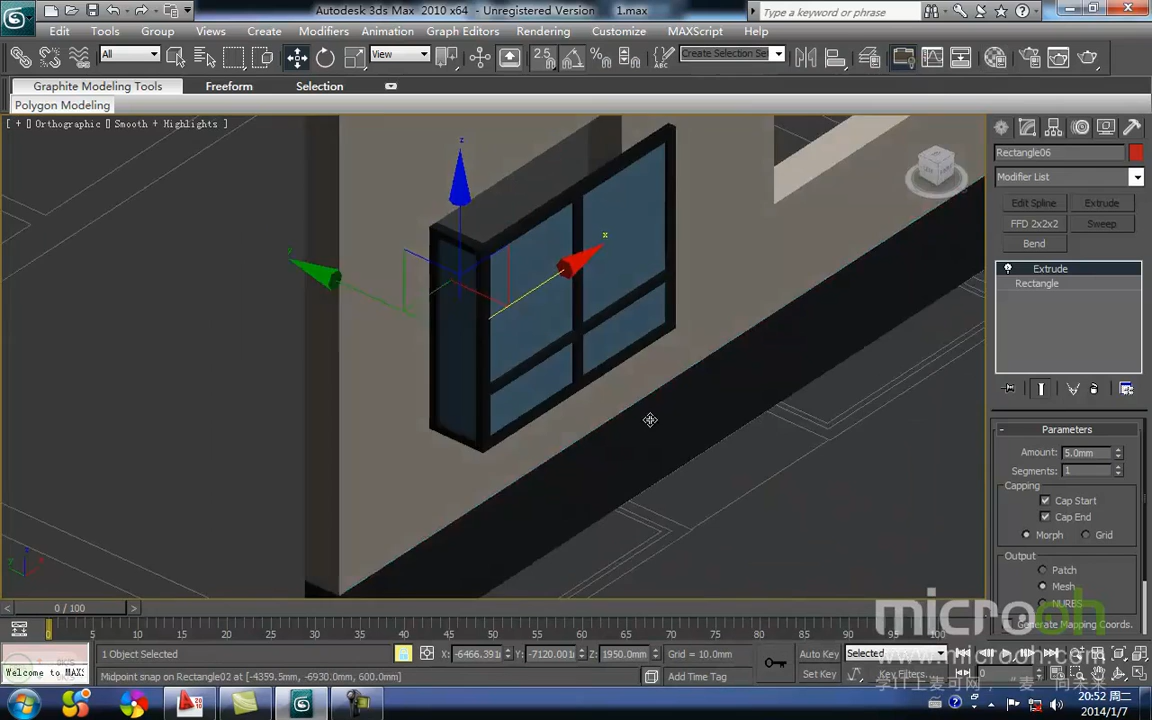 Autodesk 3ds Max 2010 x64 - Unregistered Version 1.max
Type a keyword or phrase
Edit Tools Group Views Create Modifiers Animation Graph Editors Rendering Customize MAXScript Help
All View 2.5 Create Selection Se
Graphite Modeling Tools Freeform Selection
Polygon Modeling
[ + ] Orthographic ] Smooth + Highlights ]
Rectangle06
Modifier List
Edit Spline Extrude
FFD 2x2x2 Sweep
Bend
Extrude
Rectangle
z
x
y
Parameters
Amount: 5.0mm
Segments: 1
Capping
Cap Start
Cap End
Morph Grid
Output
Patch
Mesh
NURBS
Generate Mapping Coords.
microoh
www.microoh.com
0 / 100
0 5 10 15 20 25 30 35 40 45 50 55 60 65 70 75 80 85 90 95 100
1 Object Selected X: -6466.391 Y: -7120.001 Z: 1950.0mm Grid = 10.0mm Auto Key Selected
Welcome to MAX: Midpoint snap on Rectangle02 at [-4359.5mm, -6930.0mm, 600.0mm] Add Time Tag Set Key
20:52 周二
2014/1/7